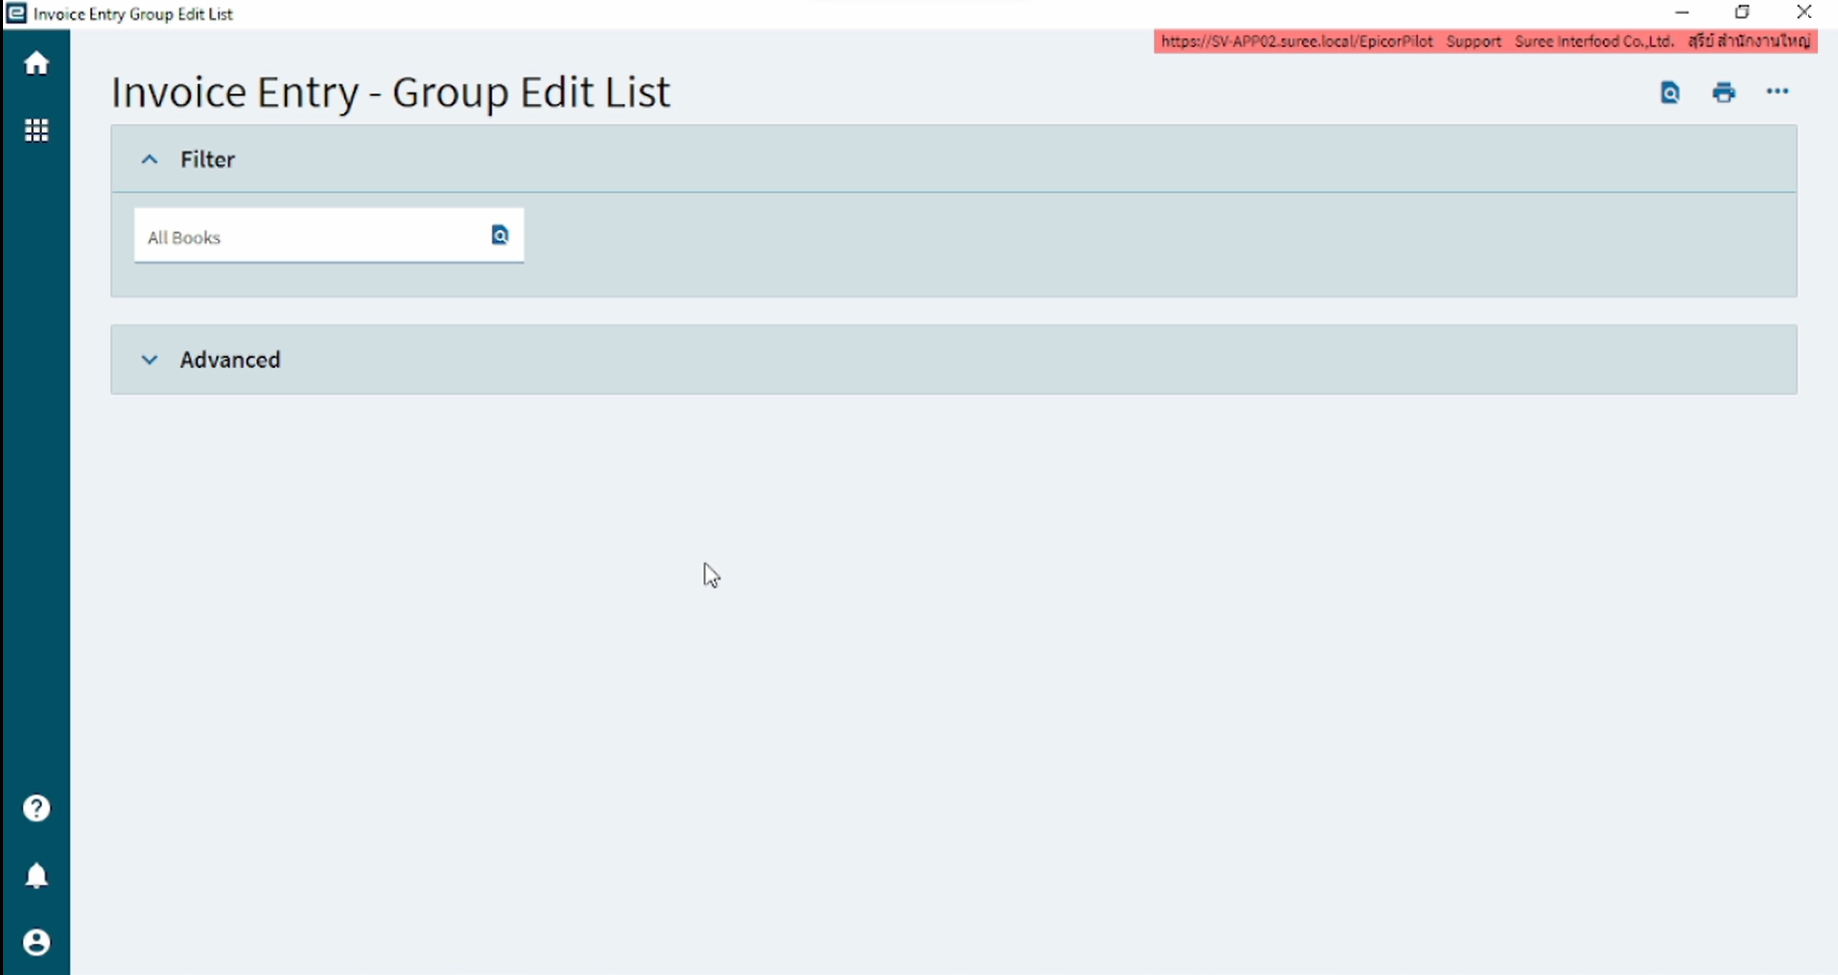 Invoice Entry Group Edit List
https://SV-APP02.suree.local/EpicorPilot Support Suree Interfood Co.,Ltd. สุรีย์ สำนักงานใหญ่
Invoice Entry - Group Edit List
Filter
All Books
Advanced